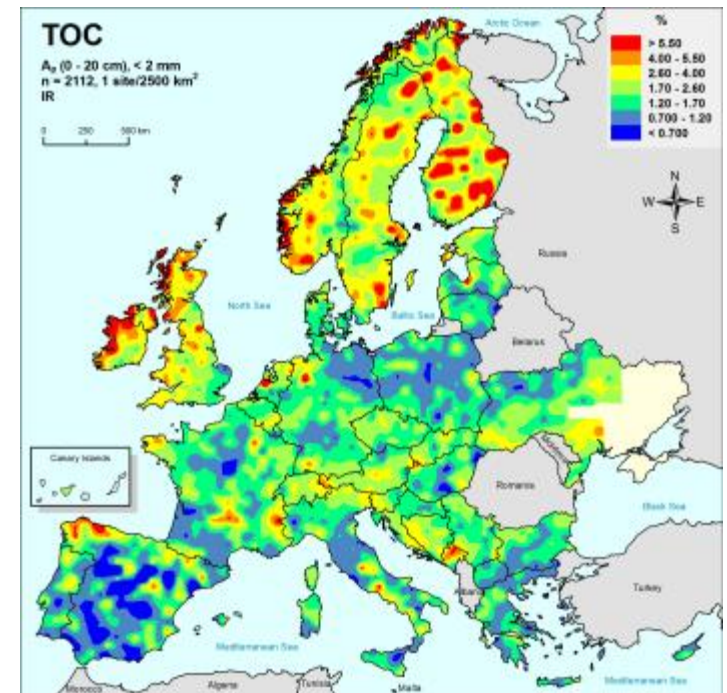 TOC
Ap (0 - 20 cm), < 2 mm
n = 2112, 1 site/2500 km²
IR
0 250 500 km
%
> 5.50
4.00 - 5.50
2.60 - 4.00
1.70 - 2.60
1.20 - 1.70
0.700 - 1.20
< 0.700
Arctic Ocean
N
W E
S
Russia
North Sea
Baltic Sea
Belarus
Canary Islands
Moldova
Romania
Black Sea
Albania
Turkey
Mediterranean Sea
Mediterranean Sea
Morocco
Algeria
Tunisia
Malta